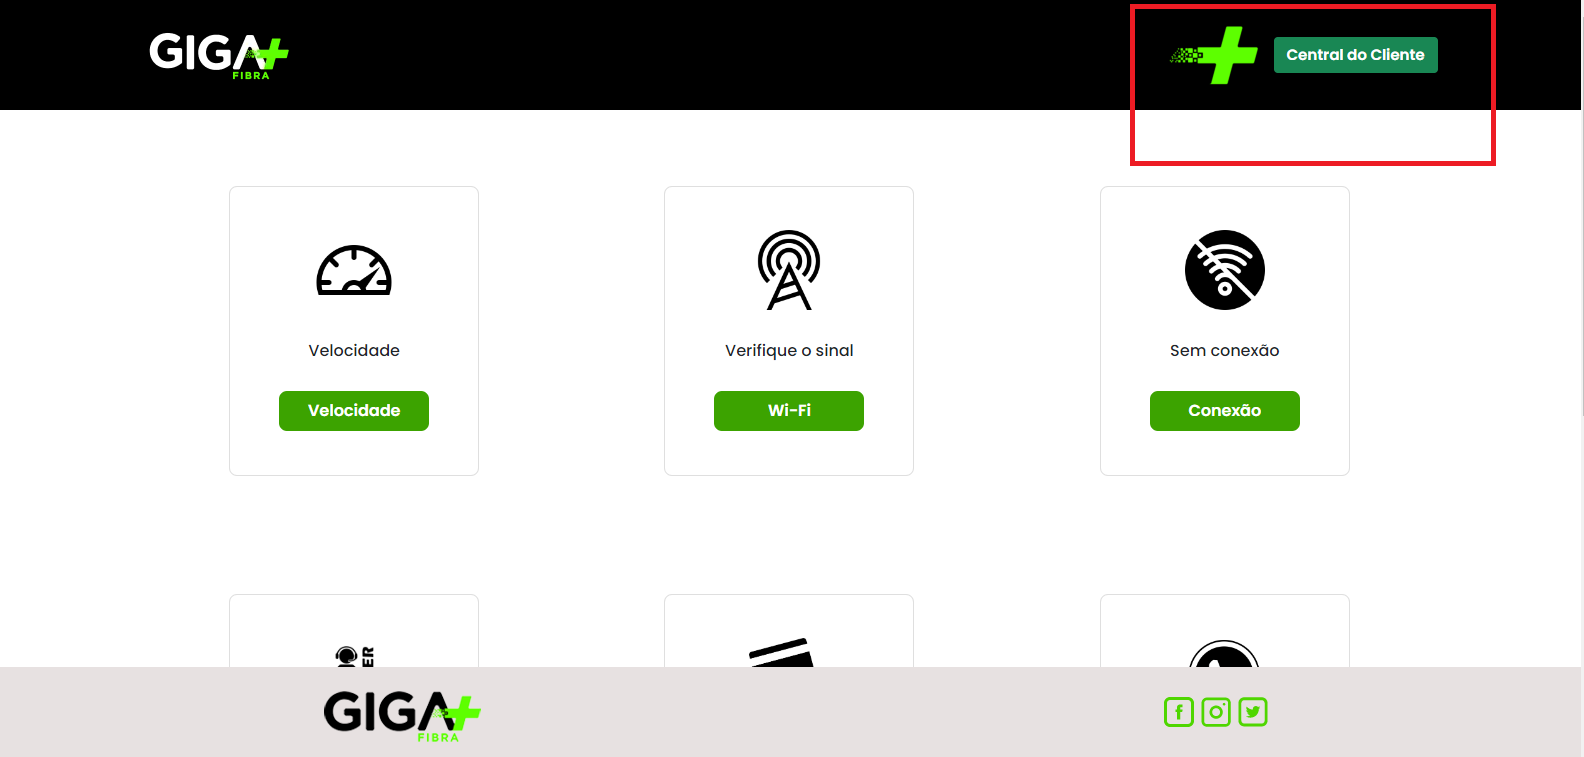 GIGA+
FIBRA
Central do Cliente
Velocidade
Verifique o sinal
Sem conexão
Velocidade
Wi-Fi
Conexão
ER
GIGA+
FIBRA